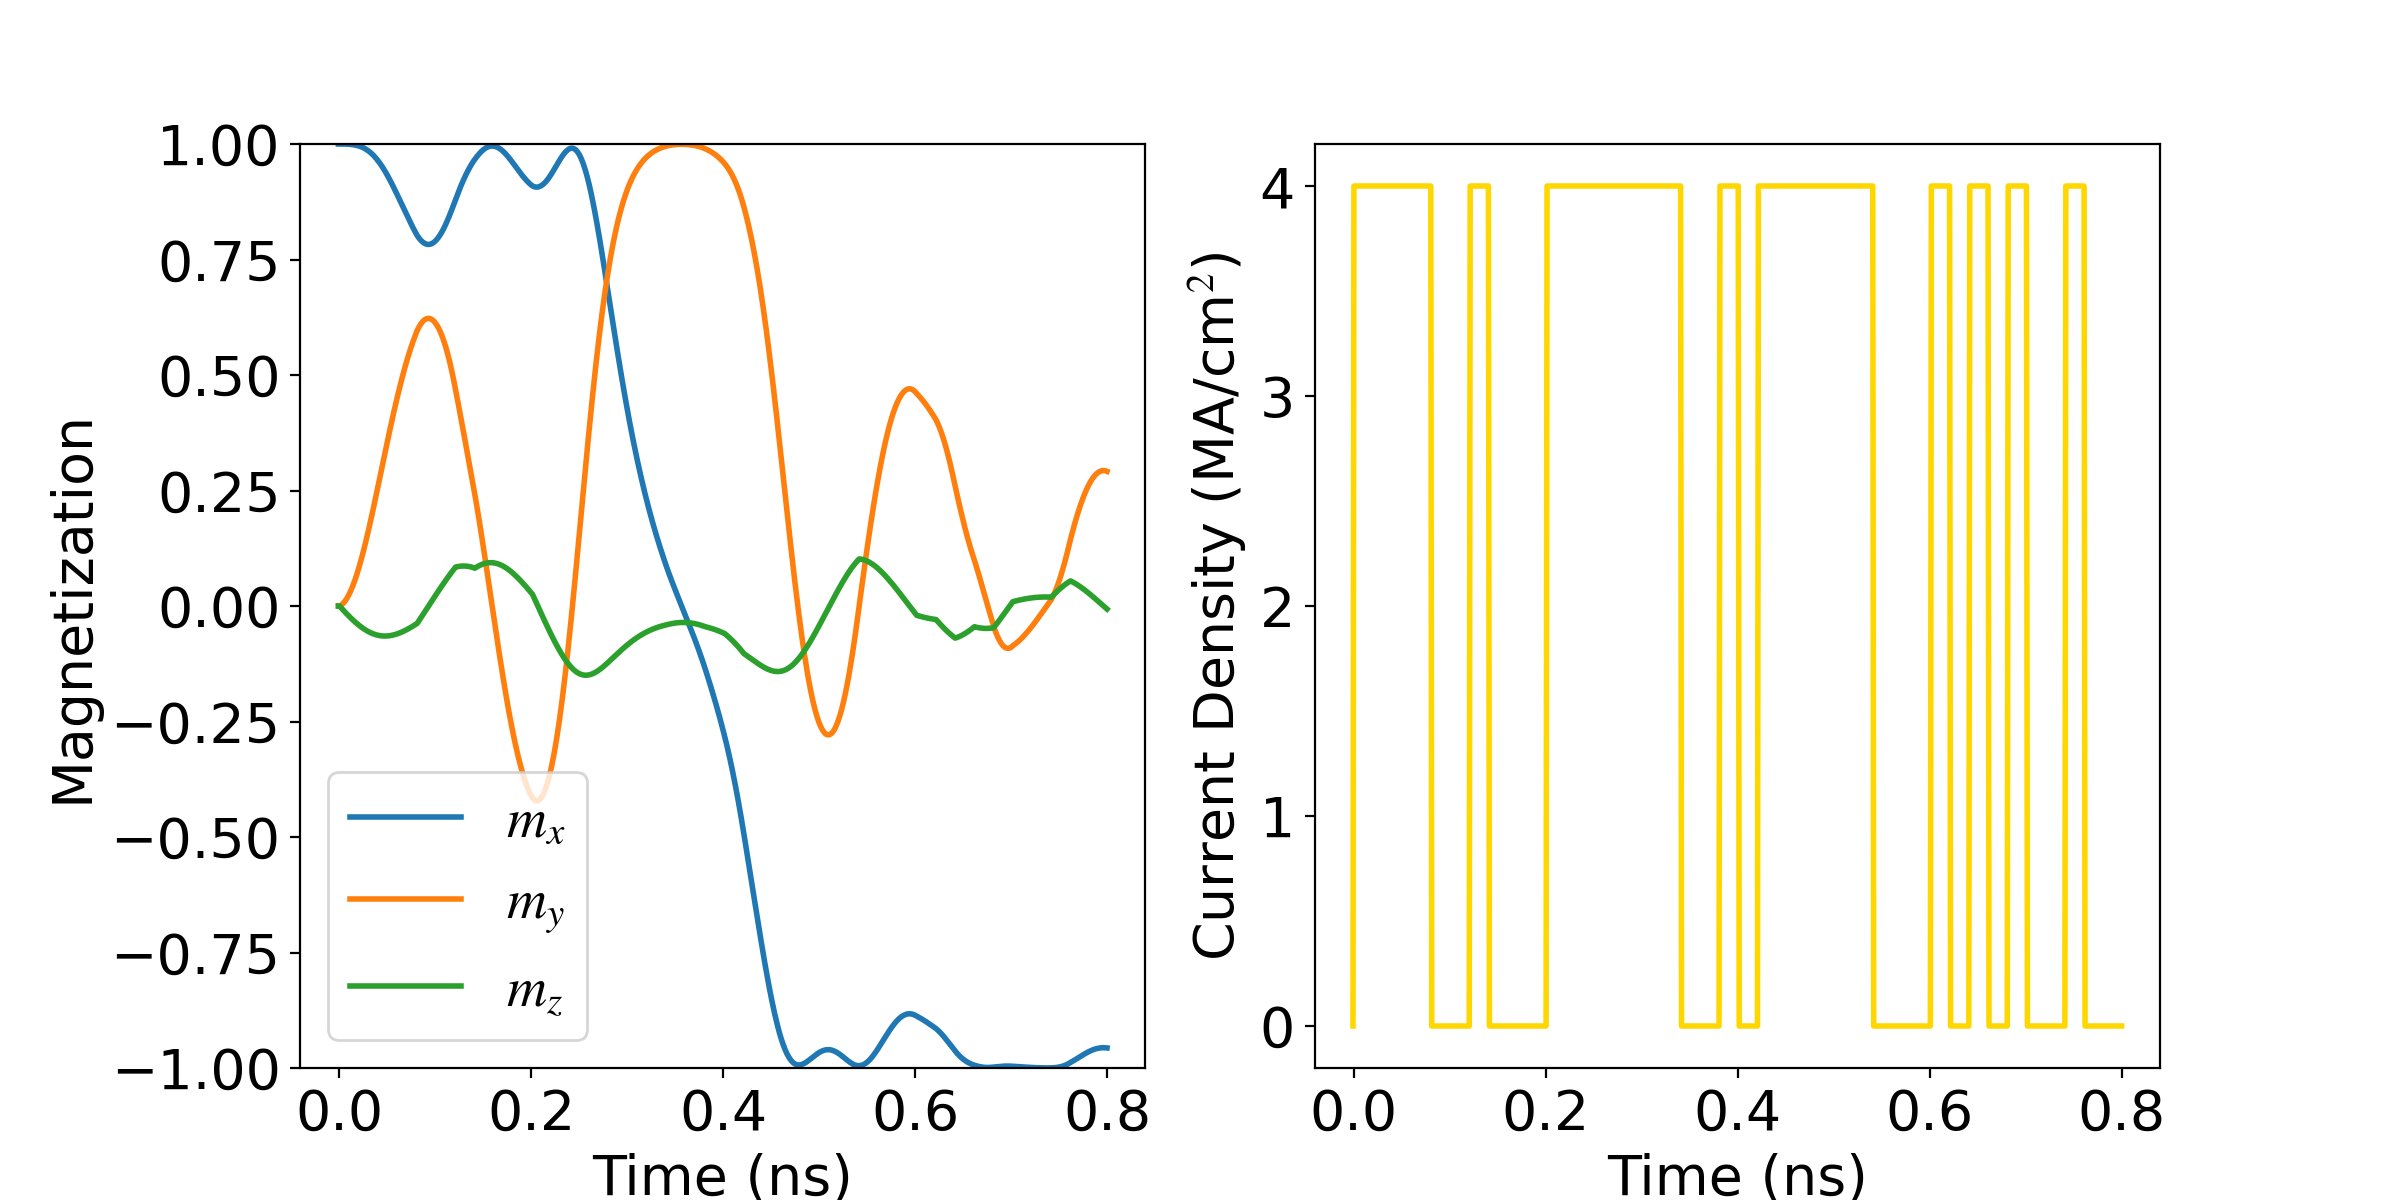 Magnetization
1.00
0.75
0.50
0.25
0.00
−0.25
−0.50
−0.75
−1.00
m_x
m_y
m_z
0.0 0.2 0.4 0.6 0.8
Time (ns)
Current Density (MA/cm²)
4
3
2
1
0
0.0 0.2 0.4 0.6 0.8
Time (ns)